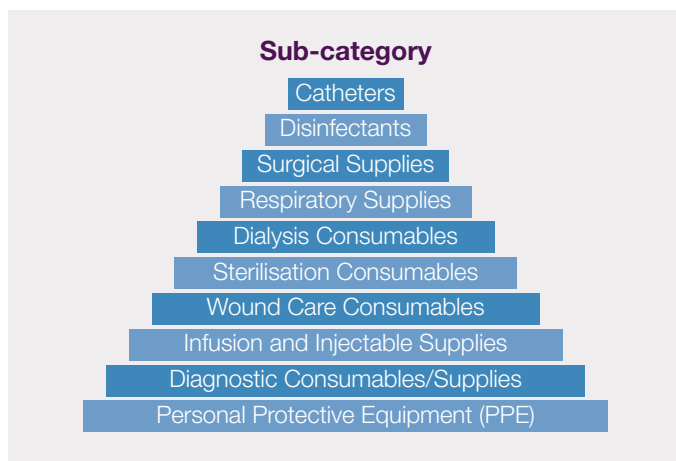 Sub-category
Catheters
Disinfectants
Surgical Supplies
Respiratory Supplies
Dialysis Consumables
Sterilisation Consumables
Wound Care Consumables
Infusion and Injectable Supplies
Diagnostic Consumables/Supplies
Personal Protective Equipment (PPE)